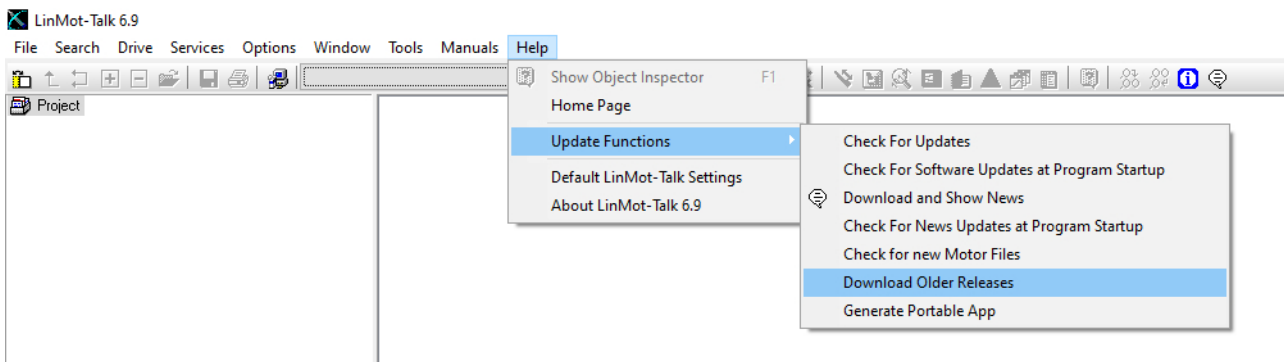 LinMot-Talk 6.9
File Search Drive Services Options Window Tools Manuals Help
Project
Show Object Inspector F1
Home Page
Update Functions
Default LinMot-Talk Settings
About LinMot-Talk 6.9
Check For Updates
Check For Software Updates at Program Startup
Download and Show News
Check For News Updates at Program Startup
Check for new Motor Files
Download Older Releases
Generate Portable App